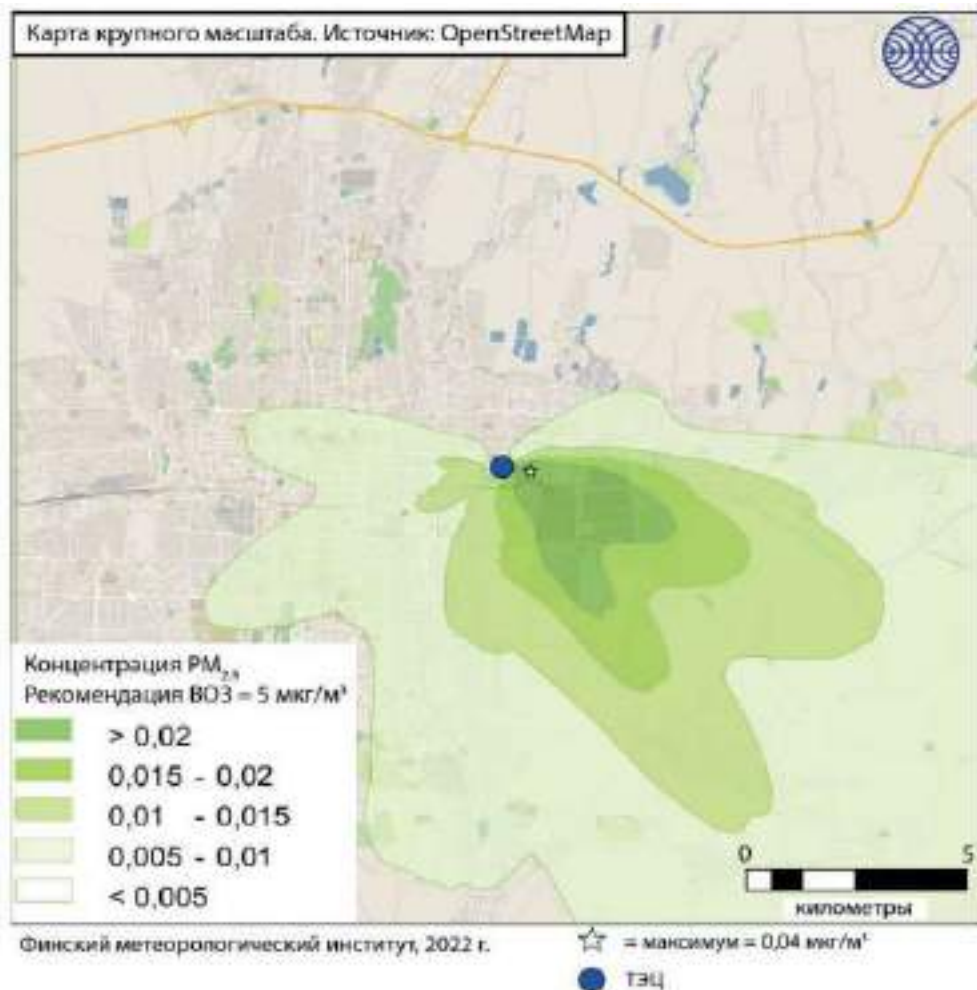 Карта крупного масштаба. Источник: OpenStreetMap
Концентрация PM₂,₅
Рекомендация ВОЗ = 5 мкг/м³
> 0,02
0,015 - 0,02
0,01 - 0,015
0,005 - 0,01
< 0,005
0 5
километры
Финский метеорологический институт, 2022 г.
= максимум = 0,04 мкг/м³
ТЭЦ